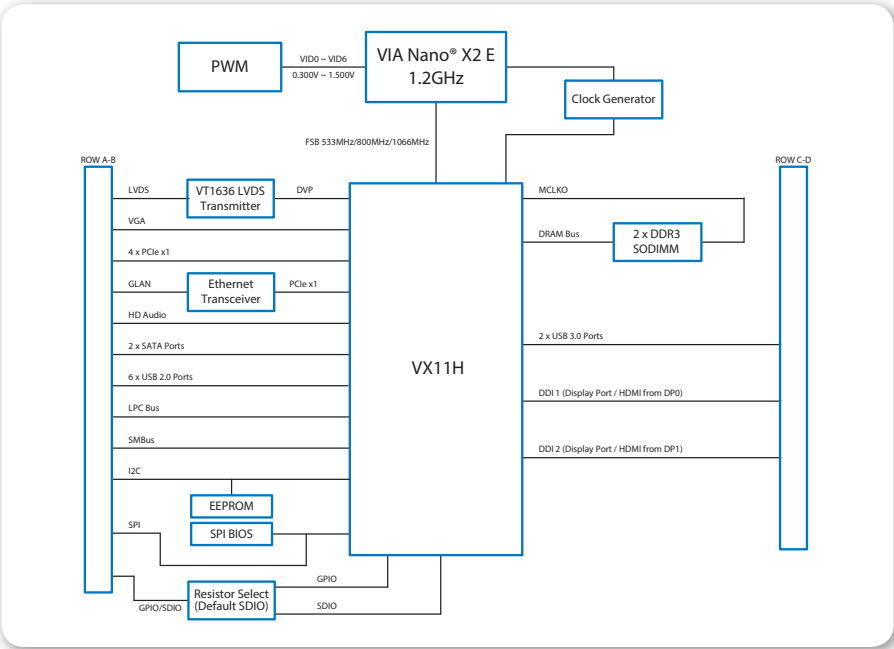 PWM
VID0 ~ VID6
0.300V ~ 1.500V
VIA Nano® X2 E
1.2GHz
Clock Generator
FSB 533MHz/800MHz/1066MHz
ROW A-B
ROW C-D
LVDS
VT1636 LVDS
Transmitter
DVP
MCLKO
VGA
DRAM Bus
2 x DDR3
SODIMM
4 x PCIe x1
GLAN
Ethernet
Transceiver
PCIe x1
HD Audio
2 x SATA Ports
2 x USB 3.0 Ports
VX11H
6 x USB 2.0 Ports
DDI 1 (Display Port / HDMI from DP0)
LPC Bus
SMBus
DDI 2 (Display Port / HDMI from DP1)
I2C
EEPROM
SPI
SPI BIOS
GPIO
Resistor Select
(Default SDIO)
GPIO/SDIO
SDIO